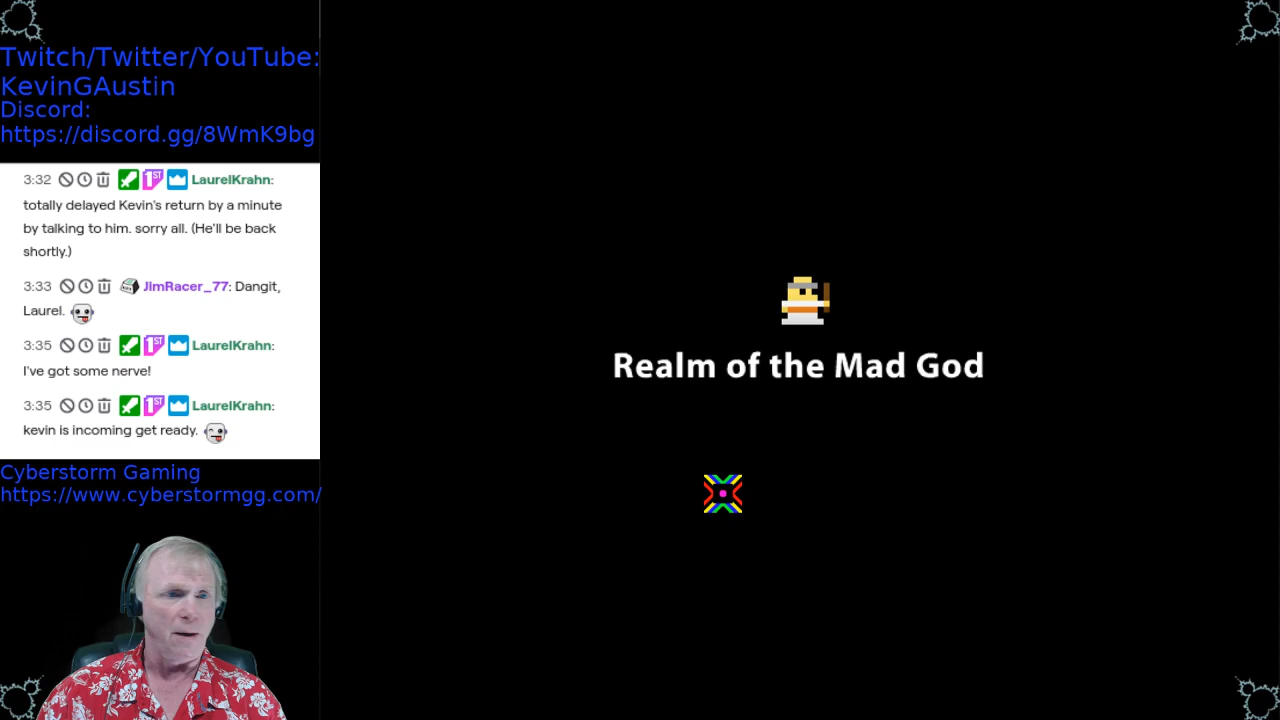 Twitch/Twitter/YouTube:
KevinGAustin
Discord:
https://discord.gg/8WmK9bg
3:32 1ST LaurelKrahn:
totally delayed Kevin's return by a minute
by talking to him. sorry all. (He'll be back
shortly.)
3:33 JimRacer_77: Dangit,
Laurel.
3:35 1ST LaurelKrahn:
I've got some nerve!
3:35 1ST LaurelKrahn:
kevin is incoming get ready.
Cyberstorm Gaming
https://www.cyberstormgg.com/
Realm of the Mad God